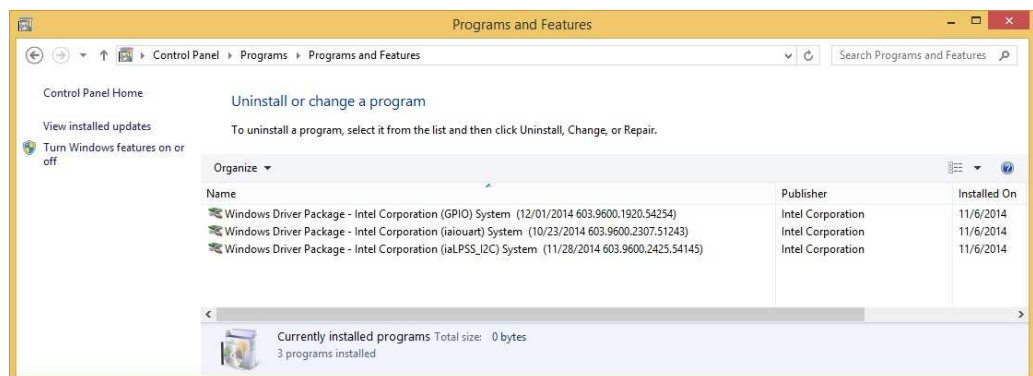 Programs and Features
Control Panel Programs Programs and Features
Search Programs and Features
Control Panel Home
View installed updates
Turn Windows features on or
off
Uninstall or change a program
To uninstall a program, select it from the list and then click Uninstall, Change, or Repair.
Organize
Name Publisher Installed On
Windows Driver Package - Intel Corporation (GPIO) System (12/01/2014 603.9600.1920.54254) Intel Corporation 11/6/2014
Windows Driver Package - Intel Corporation (iaiouart) System (10/23/2014 603.9600.2307.51243) Intel Corporation 11/6/2014
Windows Driver Package - Intel Corporation (iaLPSS_I2C) System (11/28/2014 603.9600.2425.54145) Intel Corporation 11/6/2014
Currently installed programs Total size: 0 bytes
3 programs installed